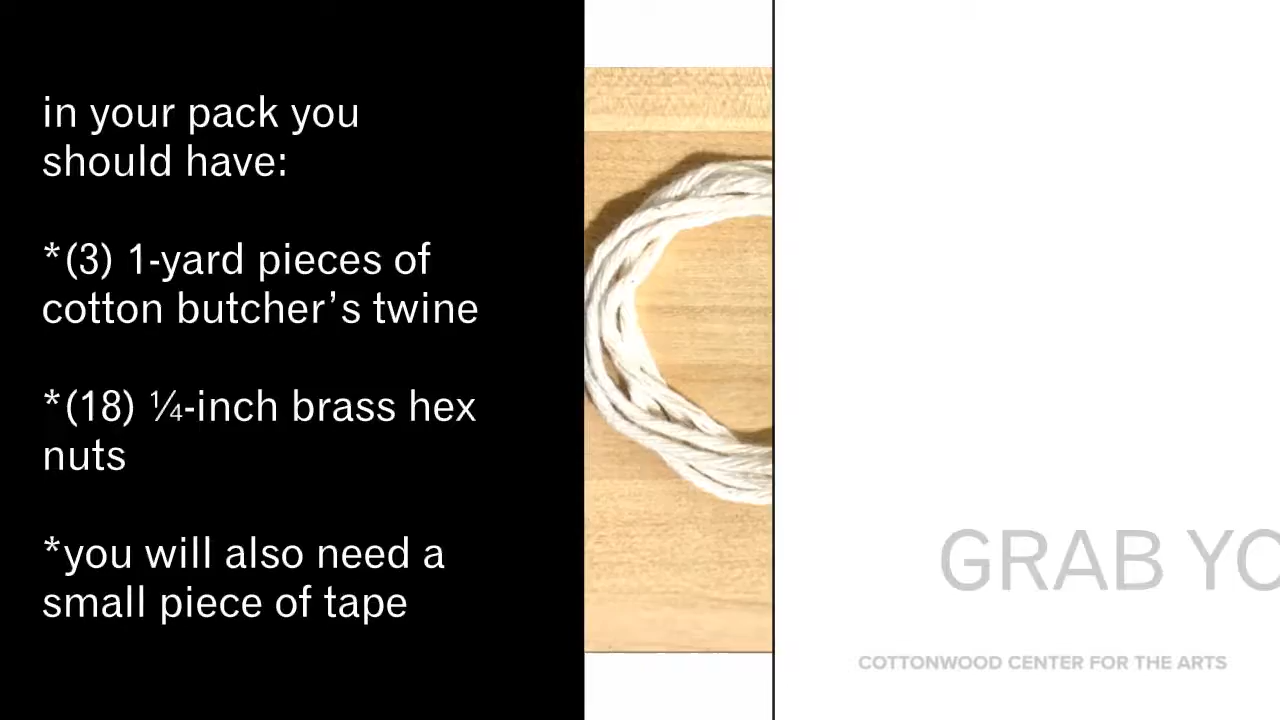 in your pack you
should have:
*(3) 1-yard pieces of
cotton butcher’s twine
*(18) ¼-inch brass hex
nuts
*you will also need a
small piece of tape
GRAB YO
COTTONWOOD CENTER FOR THE ARTS